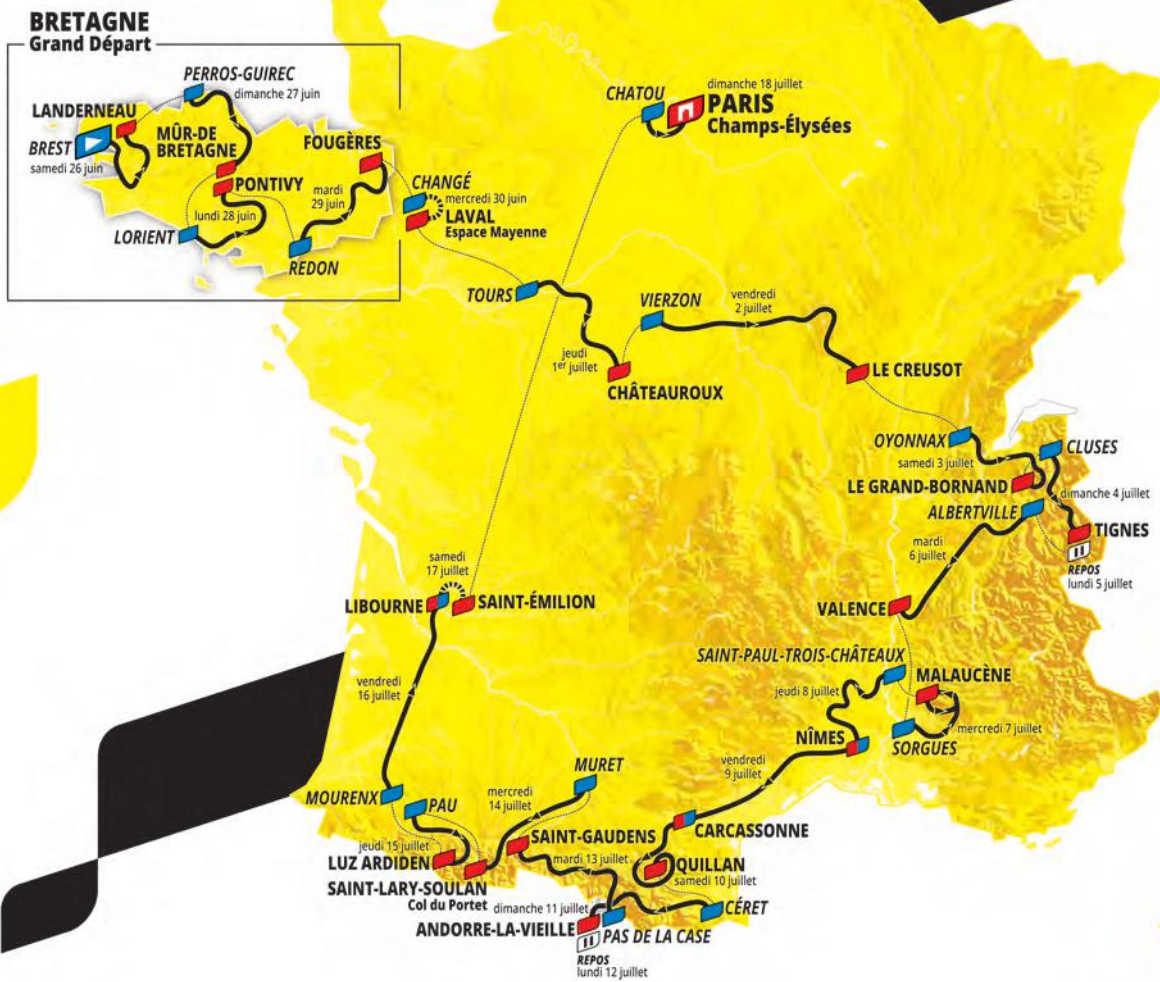 BRETAGNE
Grand Départ
PERROS-GUIREC
dimanche 27 juin
LANDERNEAU
BREST
samedi 26 juin
MÛR-DE
BRETAGNE
PONTIVY
lundi 28 juin
LORIENT
FOUGÈRES
mardi
29 juin
REDON
CHANGÉ
mercredi 30 juin
LAVAL
Espace Mayenne
CHATOU
dimanche 18 juillet
PARIS
Champs-Élysées
TOURS
jeudi
1er juillet
CHÂTEAUROUX
VIERZON
vendredi
2 juillet
LE CREUSOT
OYONNAX
samedi 3 juillet
LE GRAND-BORNAND
CLUSES
dimanche 4 juillet
ALBERTVILLE
TIGNES
REPOS
lundi 5 juillet
mardi
6 juillet
VALENCE
SAINT-PAUL-TROIS-CHÂTEAUX
MALAUCÈNE
mercredi 7 juillet
SORGUES
jeudi 8 juillet
NÎMES
vendredi
9 juillet
CARCASSONNE
QUILLAN
samedi 10 juillet
CÉRET
dimanche 11 juillet
ANDORRE-LA-VIEILLE
PAS DE LA CASE
REPOS
lundi 12 juillet
mardi 13 juillet
SAINT-GAUDENS
MURET
mercredi
14 juillet
SAINT-LARY-SOULAN
Col du Portet
PAU
jeudi 15 juillet
LUZ ARDIDEN
MOURENX
vendredi
16 juillet
LIBOURNE
samedi
17 juillet
SAINT-ÉMILION